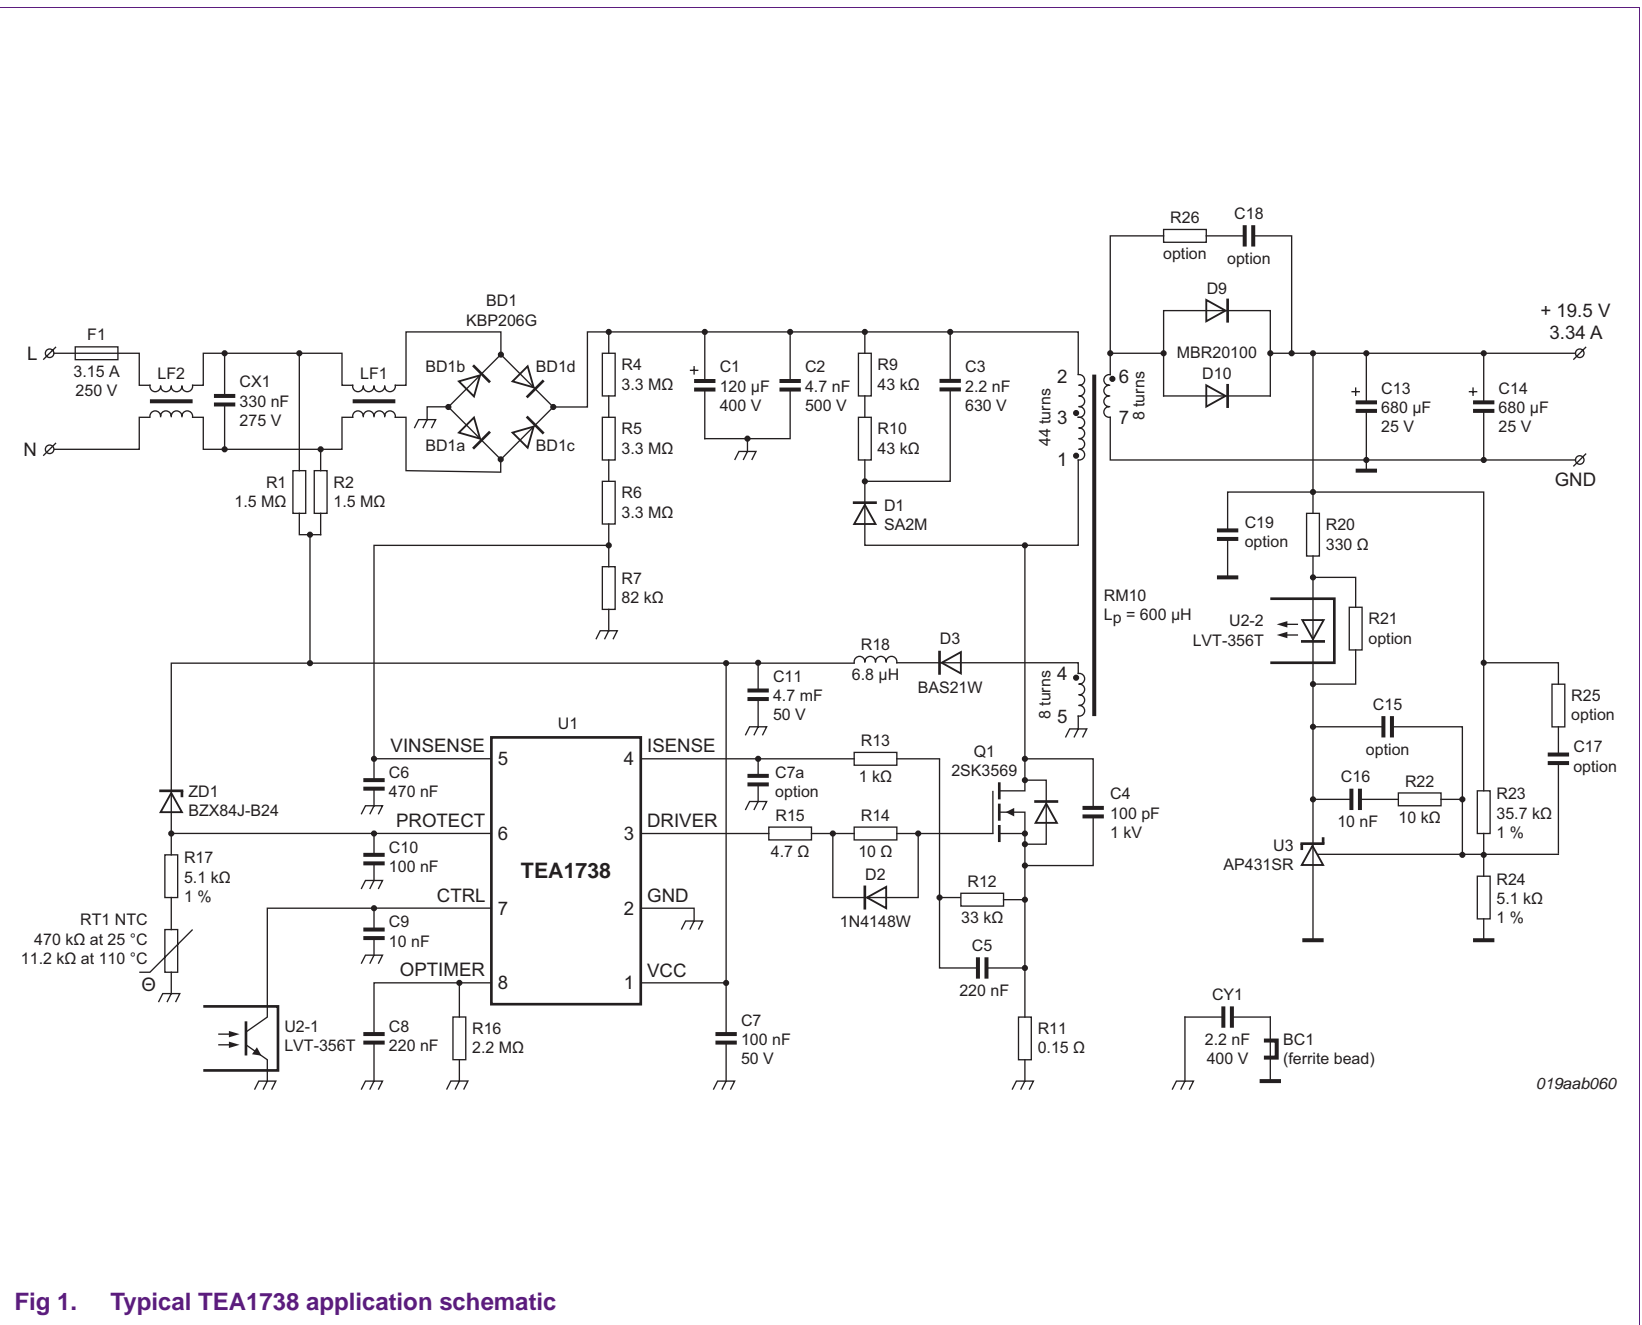 R26
option
C18
option
D9
MBR20100
D10
+ 19.5 V
3.34 A
BD1
KBP206G
BD1b
BD1d
BD1a
BD1c
F1
3.15 A
250 V
L
N
LF2
CX1
330 nF
275 V
LF1
R1
1.5 MΩ
R2
1.5 MΩ
R4
3.3 MΩ
R5
3.3 MΩ
R6
3.3 MΩ
R7
82 kΩ
+
C1
120 µF
400 V
C2
4.7 nF
500 V
R9
43 kΩ
R10
43 kΩ
C3
2.2 nF
630 V
D1
SA2M
2
3
1
44 turns
6
7
8 turns
+
C13
680 µF
25 V
+
C14
680 µF
25 V
GND
C19
option
R20
330 Ω
RM10
Lp = 600 µH
U2-2
LVT-356T
R21
option
R18
6.8 µH
D3
BAS21W
C11
4.7 mF
50 V
4
5
8 turns
R25
option
C17
option
C15
option
C16
10 nF
R22
10 kΩ
R23
35.7 kΩ
1 %
U3
AP431SR
R24
5.1 kΩ
1 %
U1
TEA1738
VINSENSE
5
PROTECT
6
CTRL
7
OPTIMER
8
4
ISENSE
3
DRIVER
2
GND
1
VCC
C6
470 nF
C10
100 nF
C9
10 nF
C8
220 nF
R16
2.2 MΩ
ZD1
BZX84J-B24
R17
5.1 kΩ
1 %
RT1 NTC
470 kΩ at 25 °C
11.2 kΩ at 110 °C
Θ
U2-1
LVT-356T
C7a
option
R13
1 kΩ
R15
4.7 Ω
R14
10 Ω
D2
1N4148W
Q1
2SK3569
C4
100 pF
1 kV
R12
33 kΩ
C5
220 nF
R11
0.15 Ω
C7
100 nF
50 V
CY1
2.2 nF
400 V
BC1
(ferrite bead)
019aab060
Fig 1. Typical TEA1738 application schematic